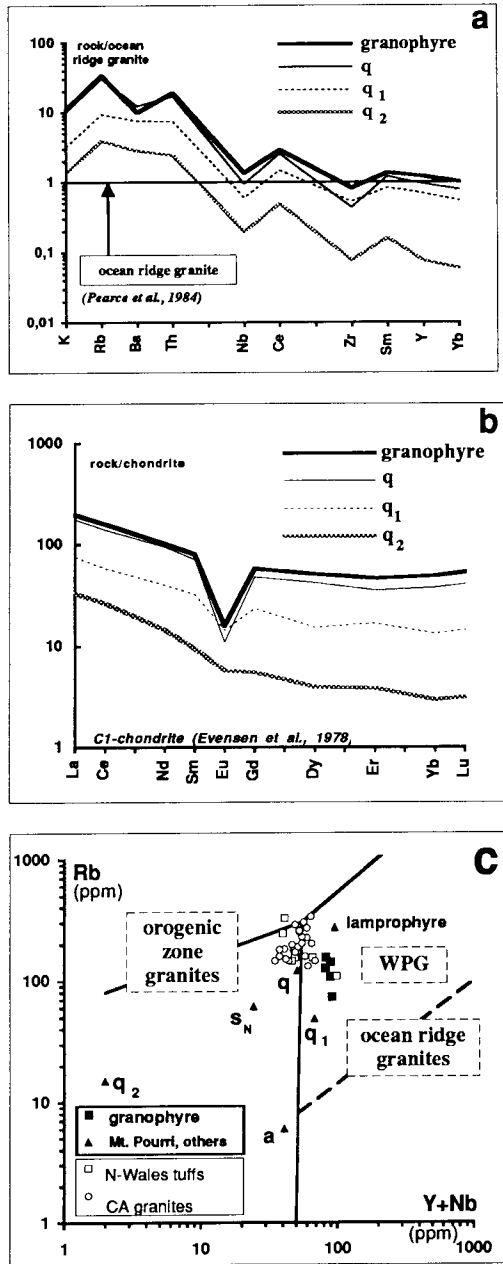 a
rock/ocean
ridge granite
granophyre
q
q1
q2
100
10
1
0,1
0,01
ocean ridge granite
(Pearce et al., 1984)
K
Rb
Ba
Th
Nb
Ce
Zr
Sm
Y
Yb
b
rock/chondrite
granophyre
q
q1
q2
1000
100
10
1
C1-chondrite (Evensen et al., 1978)
La
Ce
Nd
Sm
Eu
Gd
Dy
Er
Yb
Lu
c
1000
Rb
(ppm)
orogenic
zone
granites
lamprophyre
WPG
100
q
q1
sN
ocean ridge
granites
q2
10
granophyre
Mt. Pourri, others
a
N-Wales tuffs
CA granites
Y+Nb
(ppm)
1
1
10
100
1000